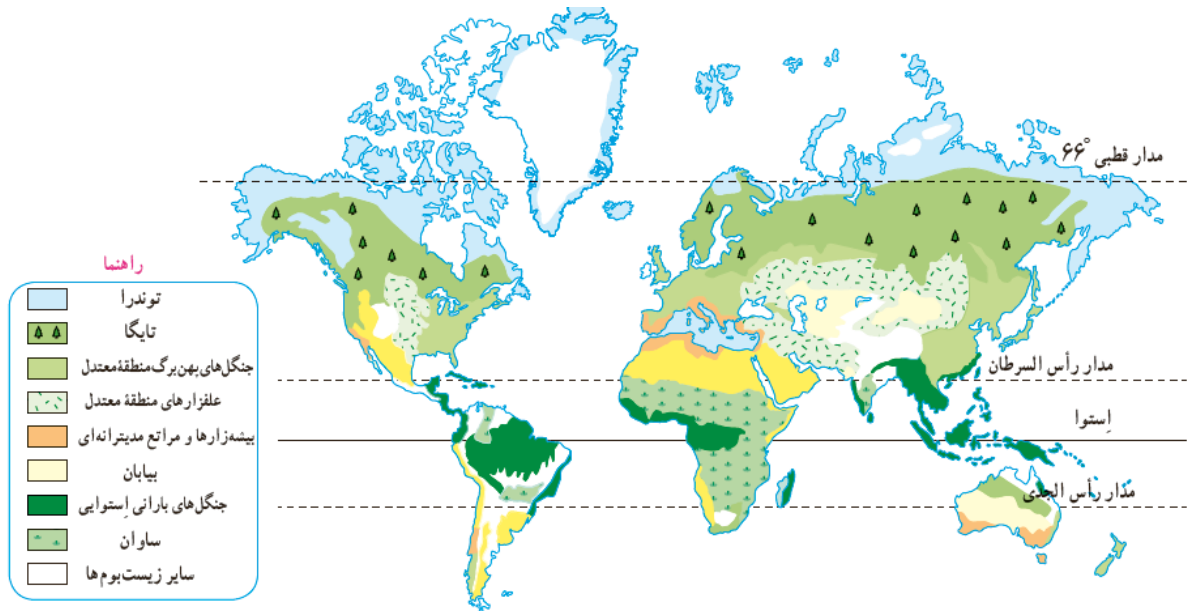 مدار قطبی ۶۶°
مدار رأس السرطان
اِستوا
مدار رأس الجدی
راهنما
توندرا
تایگا
جنگل‌های پهن‌برگ منطقهٔ معتدل
علفزارهای منطقهٔ معتدل
بیشه‌زارها و مراتع مدیترانه‌ای
بیابان
جنگل‌های بارانی اِستوایی
ساوان
سایر زیست‌بوم‌ها